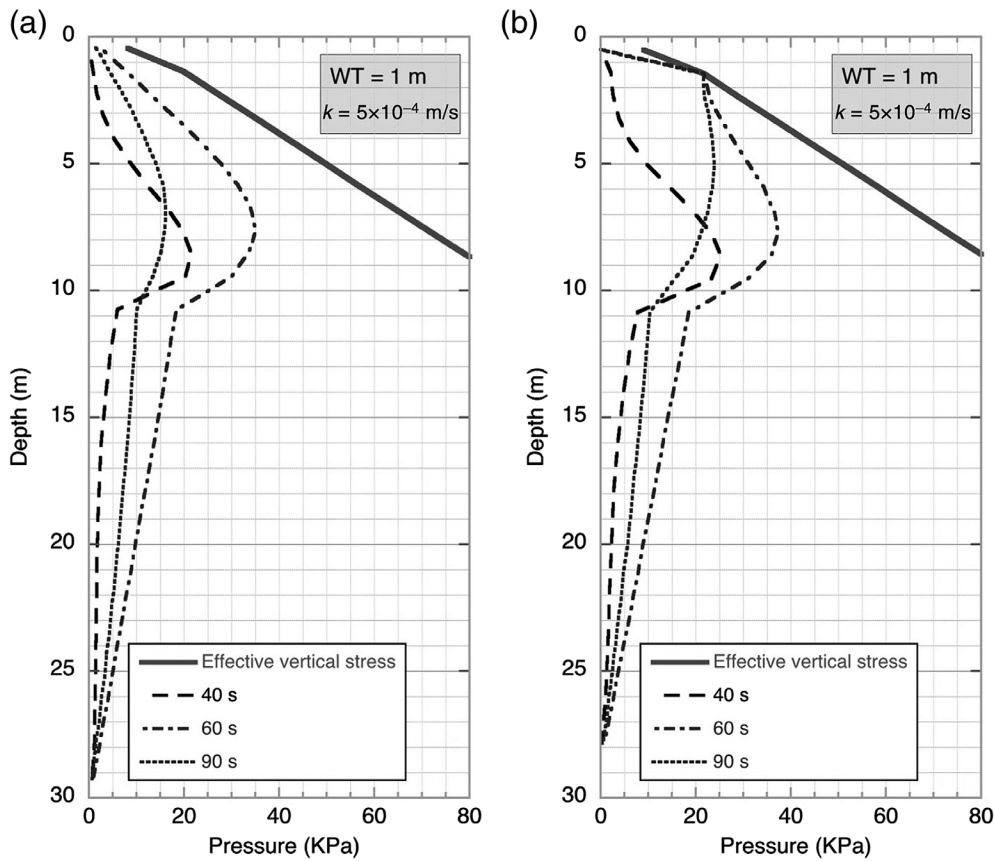 (a)
WT = 1 m
k = 5×10⁻⁴ m/s
0
5
10
15
20
25
30
Depth (m)
Effective vertical stress
40 s
60 s
90 s
0
20
40
60
80
Pressure (KPa)
(b)
WT = 1 m
k = 5×10⁻⁴ m/s
0
5
10
15
20
25
30
Depth (m)
Effective vertical stress
40 s
60 s
90 s
0
20
40
60
80
Pressure (KPa)